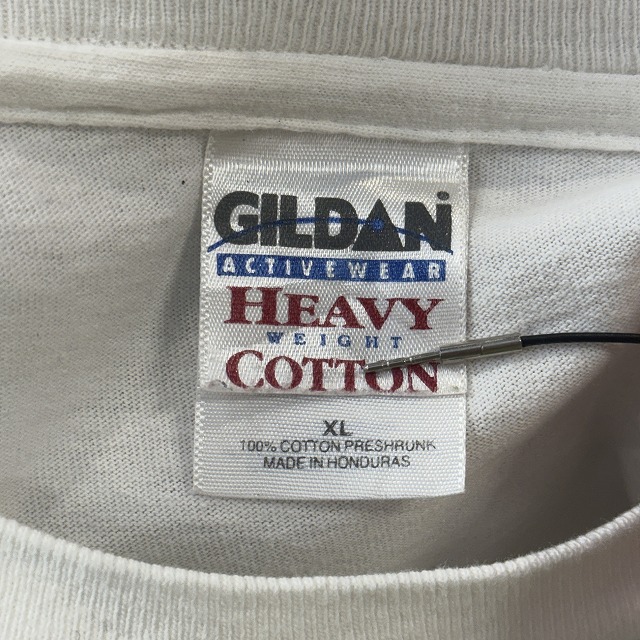 GILDAN
ACTIVEWEAR
HEAVY
WEIGHT
COTTON
XL
100% COTTON PRESHRUNK
MADE IN HONDURAS